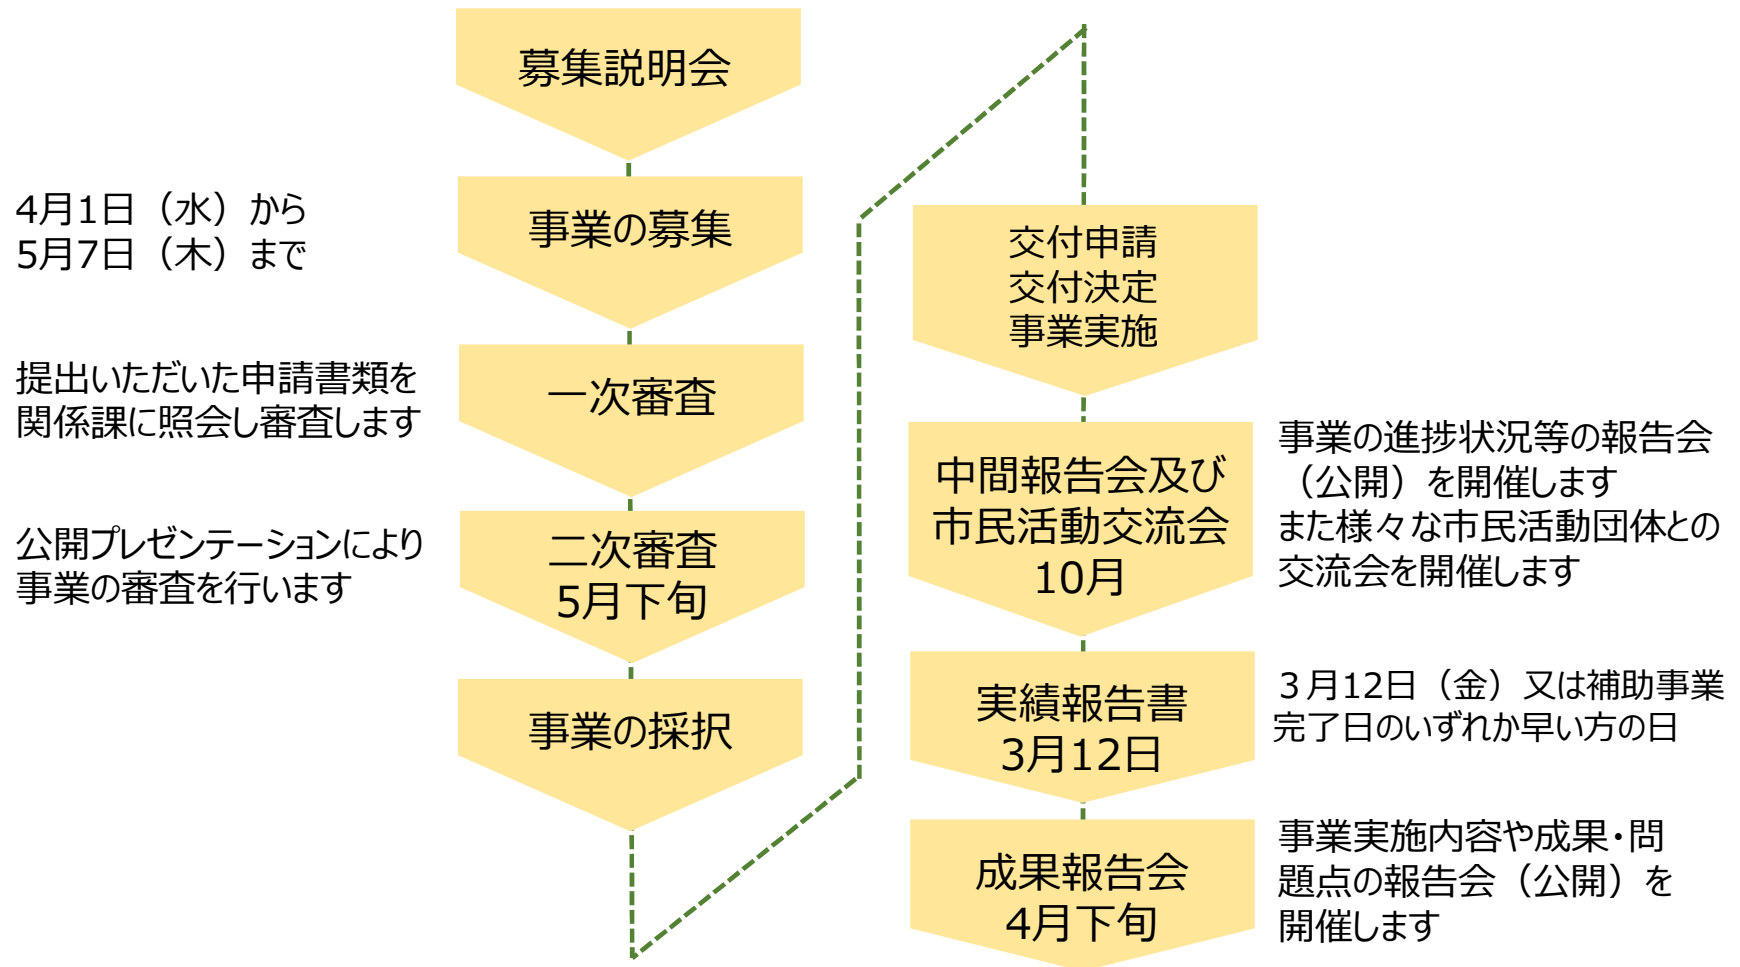 募集説明会
4月1日（水）から
5月7日（木）まで
事業の募集
提出いただいた申請書類を
関係課に照会し審査します
一次審査
公開プレゼンテーションにより
事業の審査を行います
二次審査
5月下旬
事業の採択
交付申請
交付決定
事業実施
中間報告会及び
市民活動交流会
10月
事業の進捗状況等の報告会
（公開）を開催します
また様々な市民活動団体との
交流会を開催します
実績報告書
3月12日
３月12日（金）又は補助事業
完了日のいずれか早い方の日
成果報告会
4月下旬
事業実施内容や成果・問
題点の報告会（公開）を
開催します